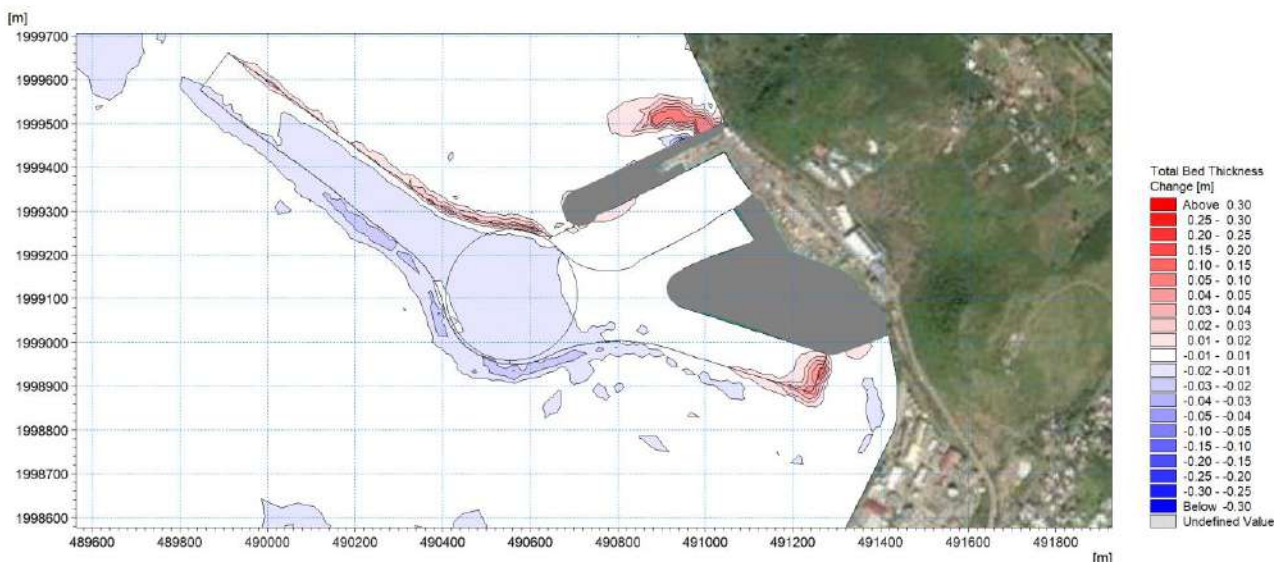 [m]
1999700
1999600
1999500
1999400
1999300
1999200
1999100
1999000
1998900
1998800
1998700
1998600
489600 489800 490000 490200 490400 490600 490800 491000 491200 491400 491600 491800
[m]
Total Bed Thickness
Change [m]
Above 0.30
0.25 - 0.30
0.20 - 0.25
0.15 - 0.20
0.10 - 0.15
0.05 - 0.10
0.04 - 0.05
0.03 - 0.04
0.02 - 0.03
0.01 - 0.02
-0.01 - 0.01
-0.02 - -0.01
-0.03 - -0.02
-0.04 - -0.03
-0.05 - -0.04
-0.10 - -0.05
-0.15 - -0.10
-0.20 - -0.15
-0.25 - -0.20
-0.30 - -0.25
Below -0.30
Undefined Value